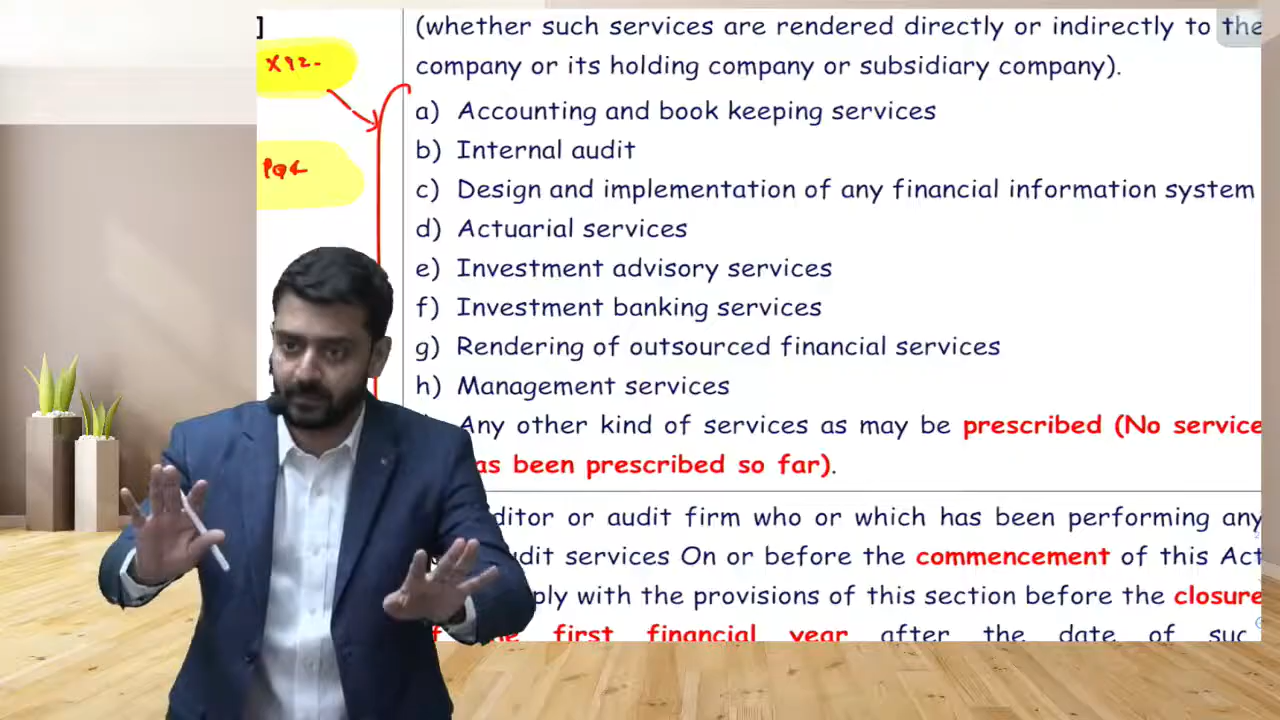 ]
(whether such services are rendered directly or indirectly to the
company or its holding company or subsidiary company).
XYZ
PQR
a) Accounting and book keeping services
b) Internal audit
c) Design and implementation of any financial information system
d) Actuarial services
e) Investment advisory services
f) Investment banking services
g) Rendering of outsourced financial services
h) Management services
Any other kind of services as may be prescribed (No service
as been prescribed so far).
ditor or audit firm who or which has been performing any
udit services On or before the commencement of this Act
ply with the provisions of this section before the closure
first financial year after the date of suc